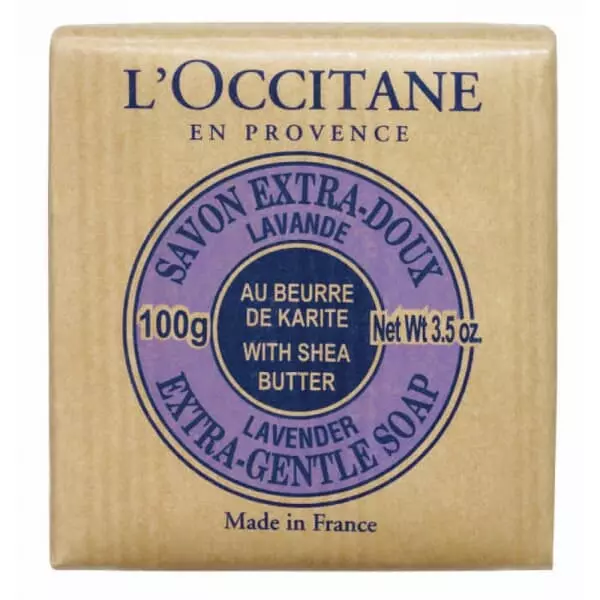 L'OCCITANE
EN PROVENCE
SAVON EXTRA-DOUX
LAVANDE
100g
AU BEURRE
DE KARITE
WITH SHEA
BUTTER
Net Wt 3.5 oz.
LAVENDER
EXTRA-GENTLE SOAP
Made in France